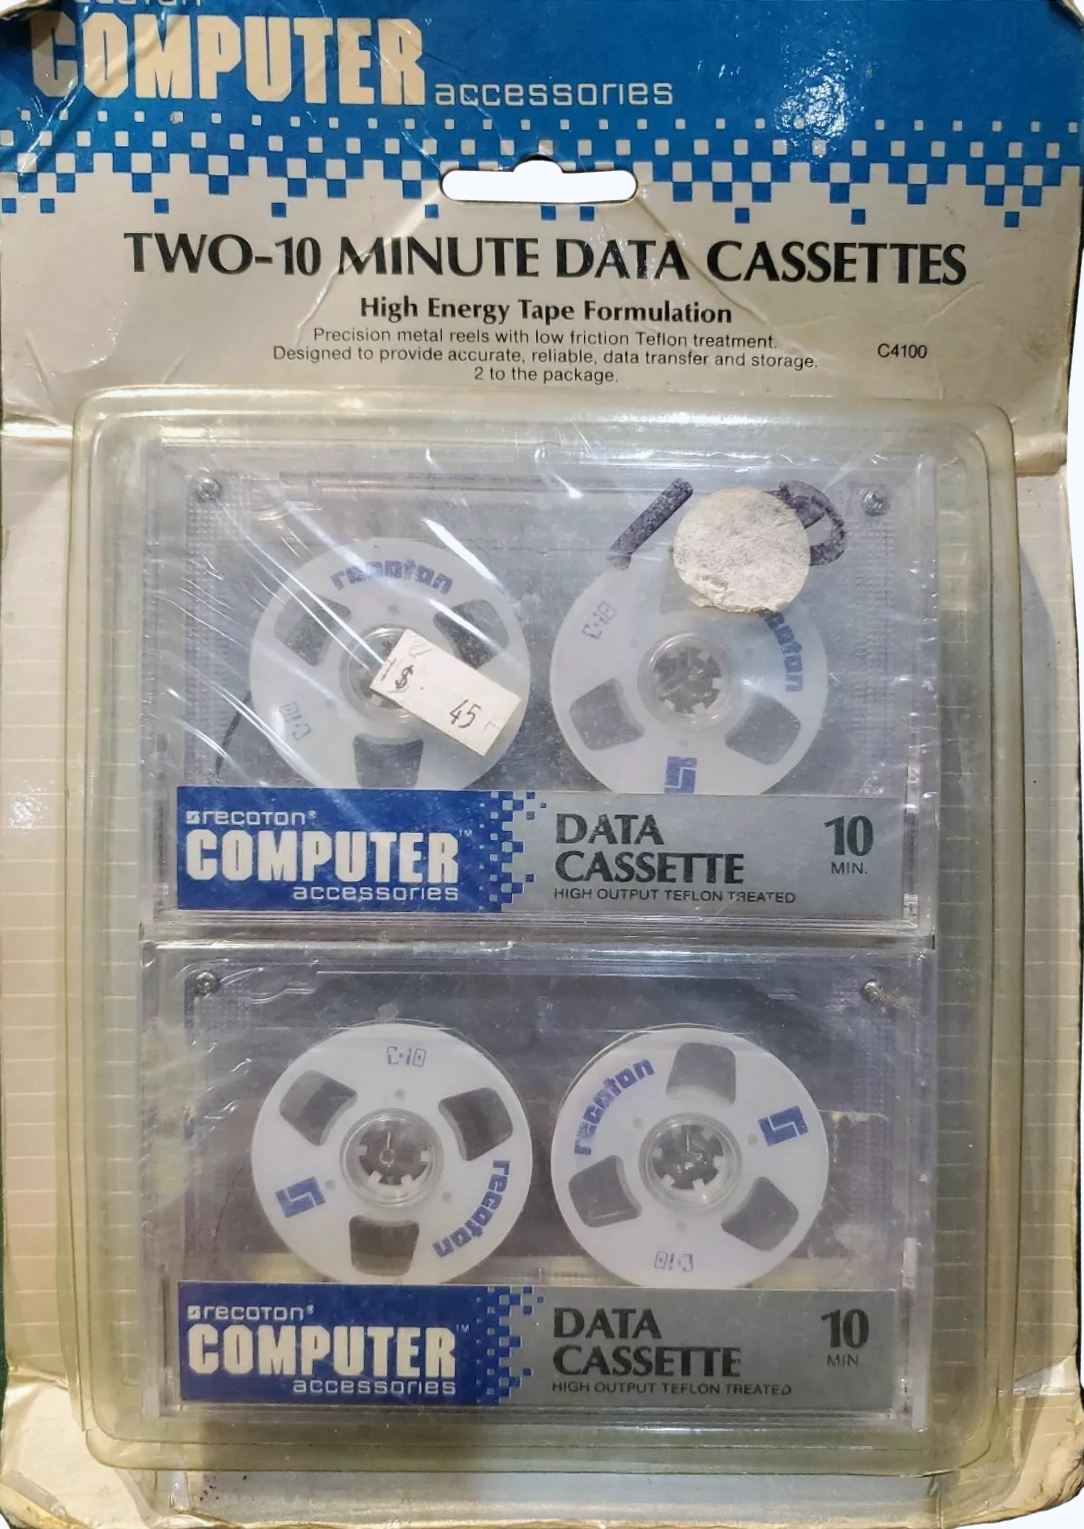 COMPUTER accessories
TWO-10 MINUTE DATA CASSETTES
High Energy Tape Formulation
Precision metal reels with low friction Teflon treatment.
Designed to provide accurate, reliable, data transfer and storage.
2 to the package.
C4100
recoton
C-10
C-10
recoton
$ 45
recoton®
COMPUTER™
accessories
DATA
CASSETTE
HIGH OUTPUT TEFLON TREATED
10
MIN.
C-10
recoton
recoton
C-10
recoton®
COMPUTER™
accessories
DATA
CASSETTE
HIGH OUTPUT TEFLON TREATED
10
MIN.